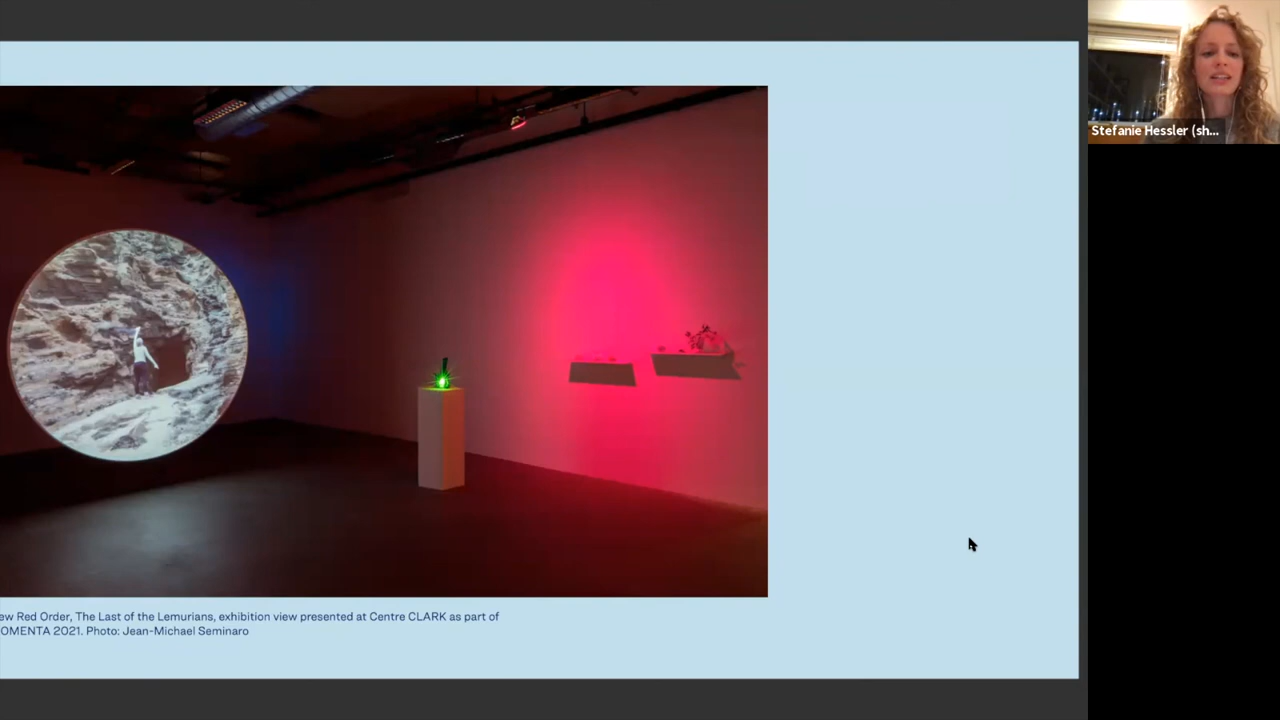 Stefanie Hessler (sh...
ew Red Order, The Last of the Lemurians, exhibition view presented at Centre CLARK as part of
OMENTA 2021. Photo: Jean-Michael Seminaro